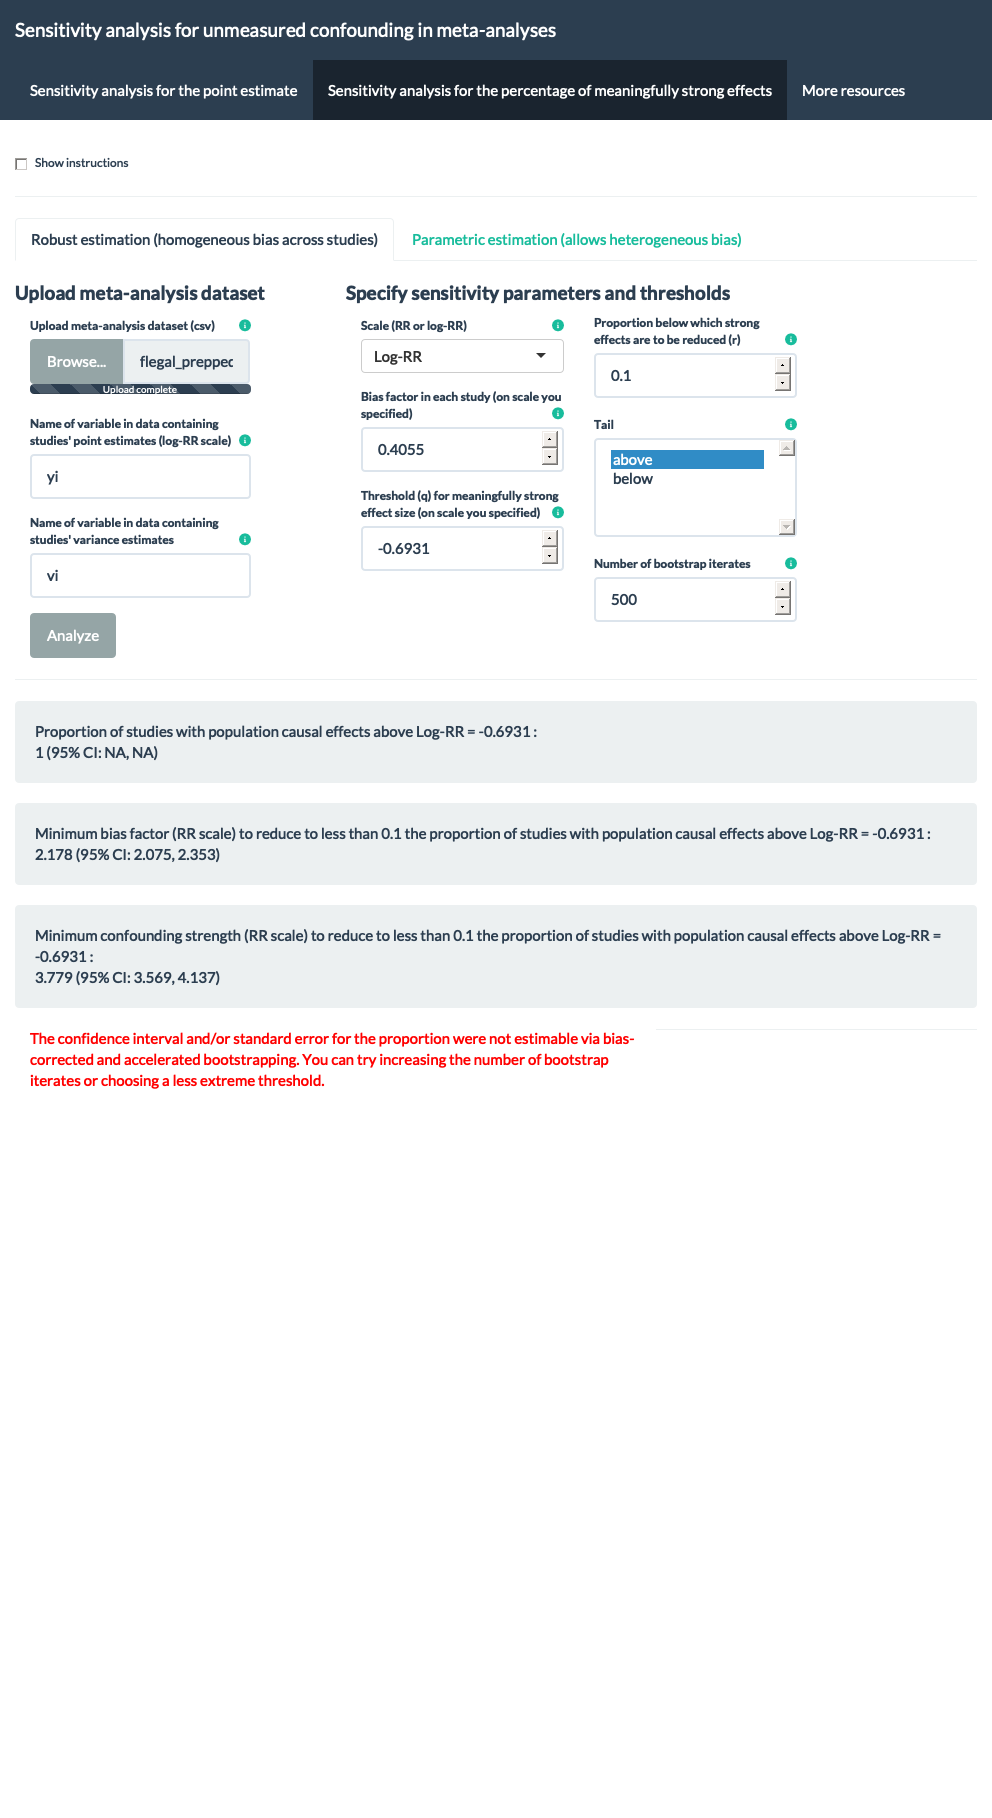 Sensitivity analysis for unmeasured confounding in meta-analyses
Sensitivity analysis for the point estimate
Sensitivity analysis for the percentage of meaningfully strong effects
More resources
Show instructions
Robust estimation (homogeneous bias across studies)
Parametric estimation (allows heterogeneous bias)
Upload meta-analysis dataset
Upload meta-analysis dataset (csv)
Browse...
flegal_prepped
Upload complete
Name of variable in data containing
studies' point estimates (log-RR scale)
yi
Name of variable in data containing
studies' variance estimates
vi
Analyze
Specify sensitivity parameters and thresholds
Scale (RR or log-RR)
Log-RR
Bias factor in each study (on scale you
specified)
0.4055
Threshold (q) for meaningfully strong
effect size (on scale you specified)
-0.6931
Proportion below which strong
effects are to be reduced (r)
0.1
Tail
above
below
Number of bootstrap iterates
500
Proportion of studies with population causal effects above Log-RR = -0.6931 :
1 (95% CI: NA, NA)
Minimum bias factor (RR scale) to reduce to less than 0.1 the proportion of studies with population causal effects above Log-RR = -0.6931 :
2.178 (95% CI: 2.075, 2.353)
Minimum confounding strength (RR scale) to reduce to less than 0.1 the proportion of studies with population causal effects above Log-RR =
-0.6931 :
3.779 (95% CI: 3.569, 4.137)
The confidence interval and/or standard error for the proportion were not estimable via bias-
corrected and accelerated bootstrapping. You can try increasing the number of bootstrap
iterates or choosing a less extreme threshold.